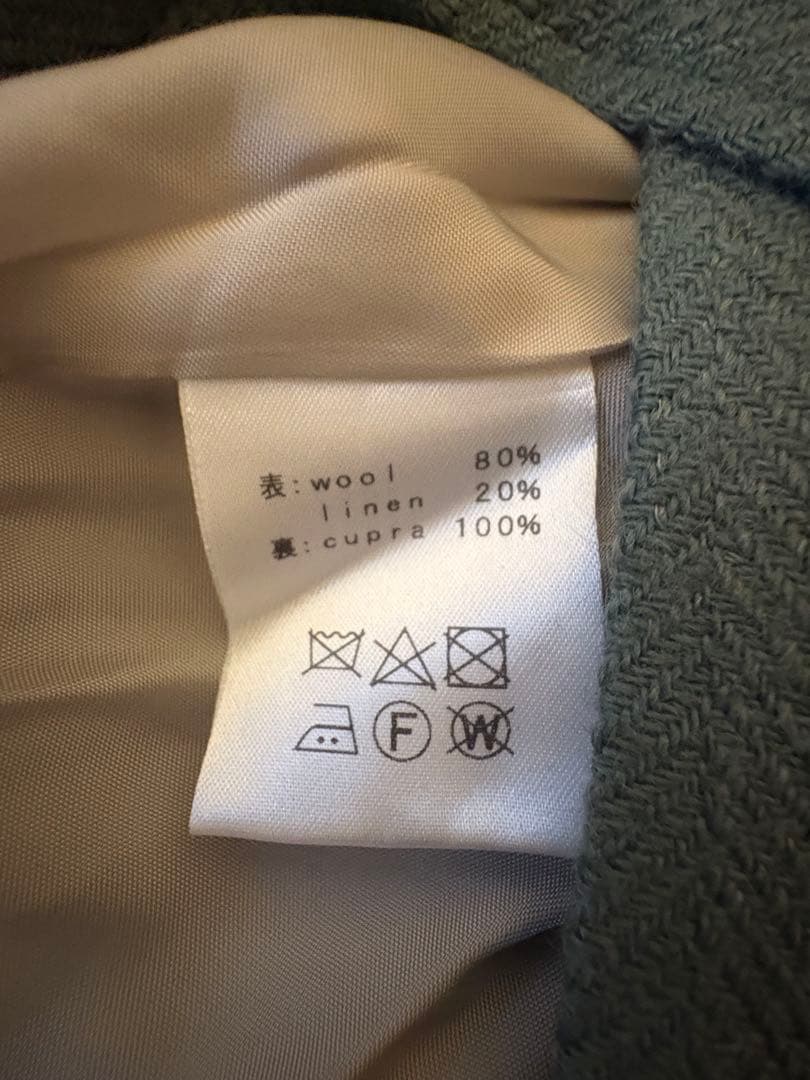 表:wool 80%
linen 20%
裏:cupra 100%
F W